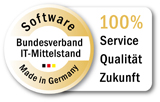 Software
Bundesverband
IT-Mittelstand
Made in Germany
100%
Service
Qualität
Zukunft